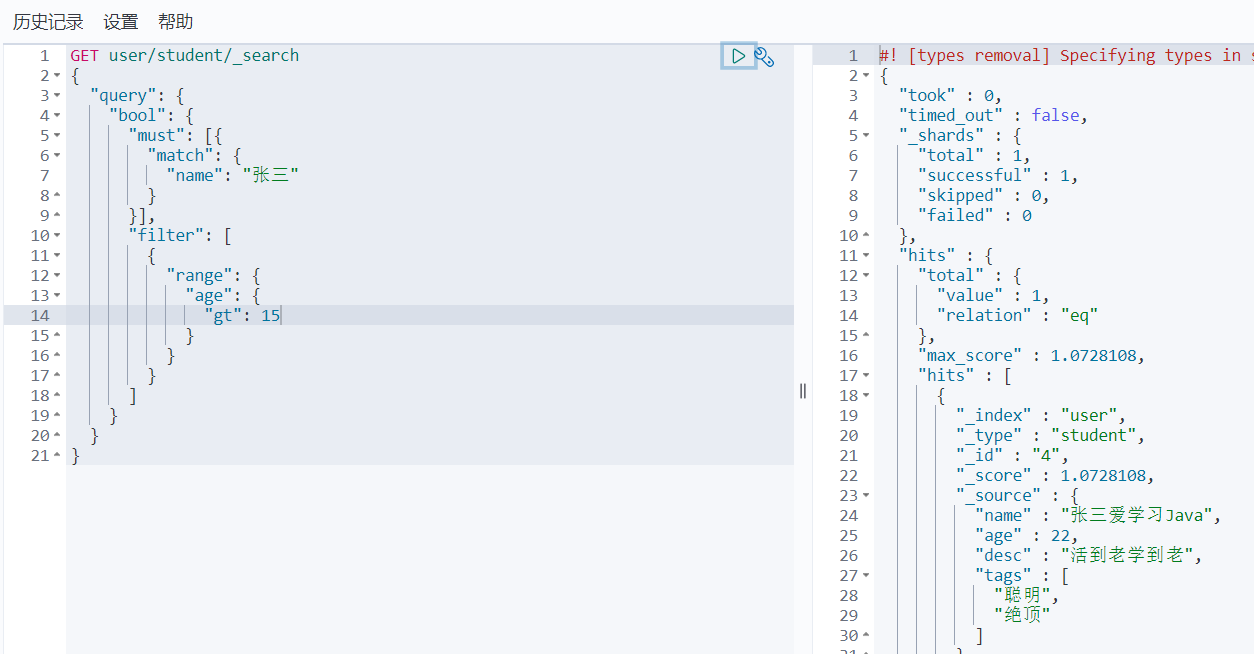 历史记录 设置 帮助
1 GET user/student/_search
2 {
3 "query": {
4 "bool": {
5 "must": [{
6 "match": {
7 "name": "张三"
8 }
9 }],
10 "filter": [
11 {
12 "range": {
13 "age": {
14 "gt": 15
15 }
16 }
17 }
18 ]
19 }
20 }
21 }
1 #! [types removal] Specifying types in
2 {
3 "took" : 0,
4 "timed_out" : false,
5 "_shards" : {
6 "total" : 1,
7 "successful" : 1,
8 "skipped" : 0,
9 "failed" : 0
10 },
11 "hits" : {
12 "total" : {
13 "value" : 1,
14 "relation" : "eq"
15 },
16 "max_score" : 1.0728108,
17 "hits" : [
18 {
19 "_index" : "user",
20 "_type" : "student",
21 "_id" : "4",
22 "_score" : 1.0728108,
23 "_source" : {
24 "name" : "张三爱学习Java",
25 "age" : 22,
26 "desc" : "活到老学到老",
27 "tags" : [
28 "聪明",
29 "绝顶"
30 ]